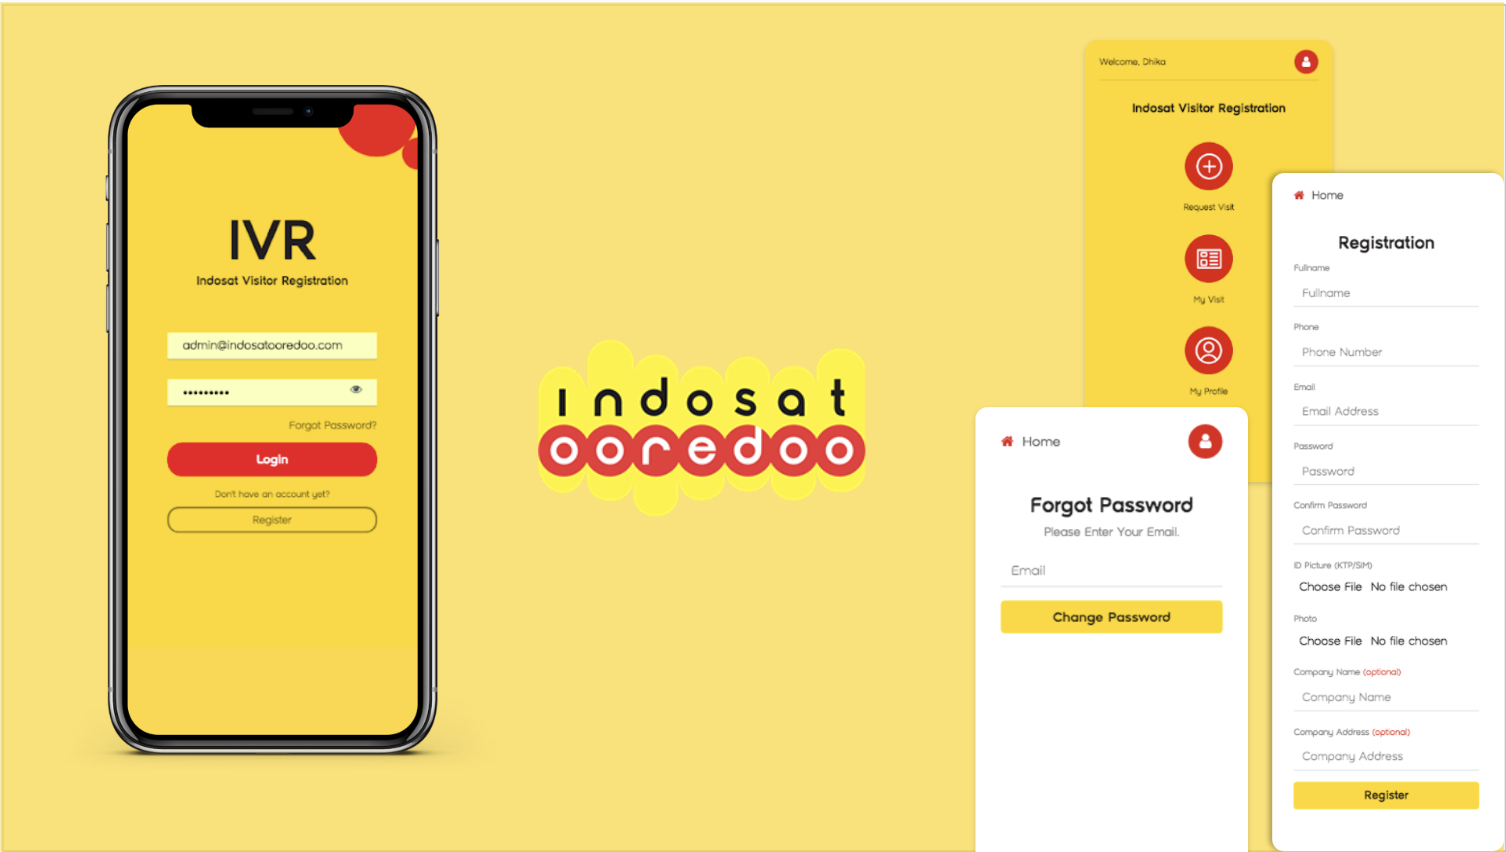 IVR
Indosat Visitor Registration
admin@indosatooredoo.com
•••••••••
Forgot Password?
Login
Don't have an account yet?
Register
indosat
ooredoo
Welcome, Dhika
Indosat Visitor Registration
Request Visit
My Visit
My Profile
Home
Forgot Password
Please Enter Your Email.
Email
Change Password
Home
Registration
Fullname
Fullname
Phone
Phone Number
Email
Email Address
Password
Password
Confirm Password
Confirm Password
ID Picture (KTP/SIM)
Choose File No file chosen
Photo
Choose File No file chosen
Company Name (optional)
Company Name
Company Address (optional)
Company Address
Register